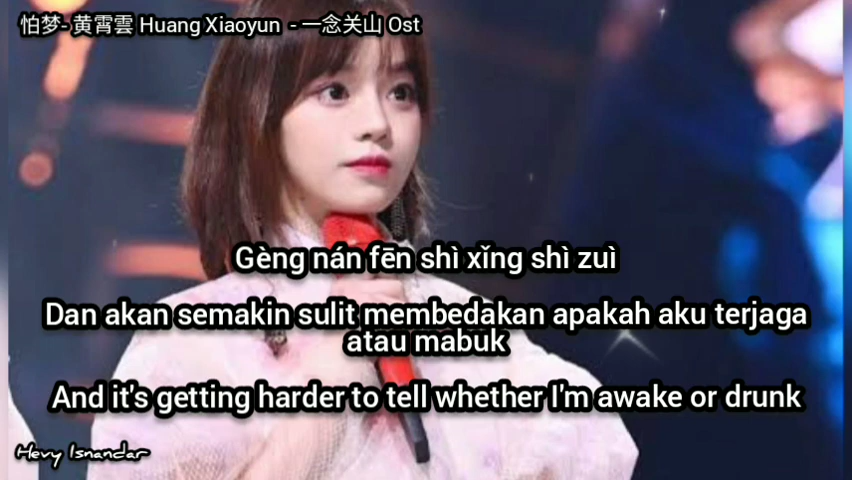 怕梦- 黄霄雲 Huang Xiaoyun - 一念关山 Ost
Gèng nán fēn shì xǐng shì zuì
Dan akan semakin sulit membedakan apakah aku terjaga
atau mabuk
And it's getting harder to tell whether I'm awake or drunk
Hevy Isnandar